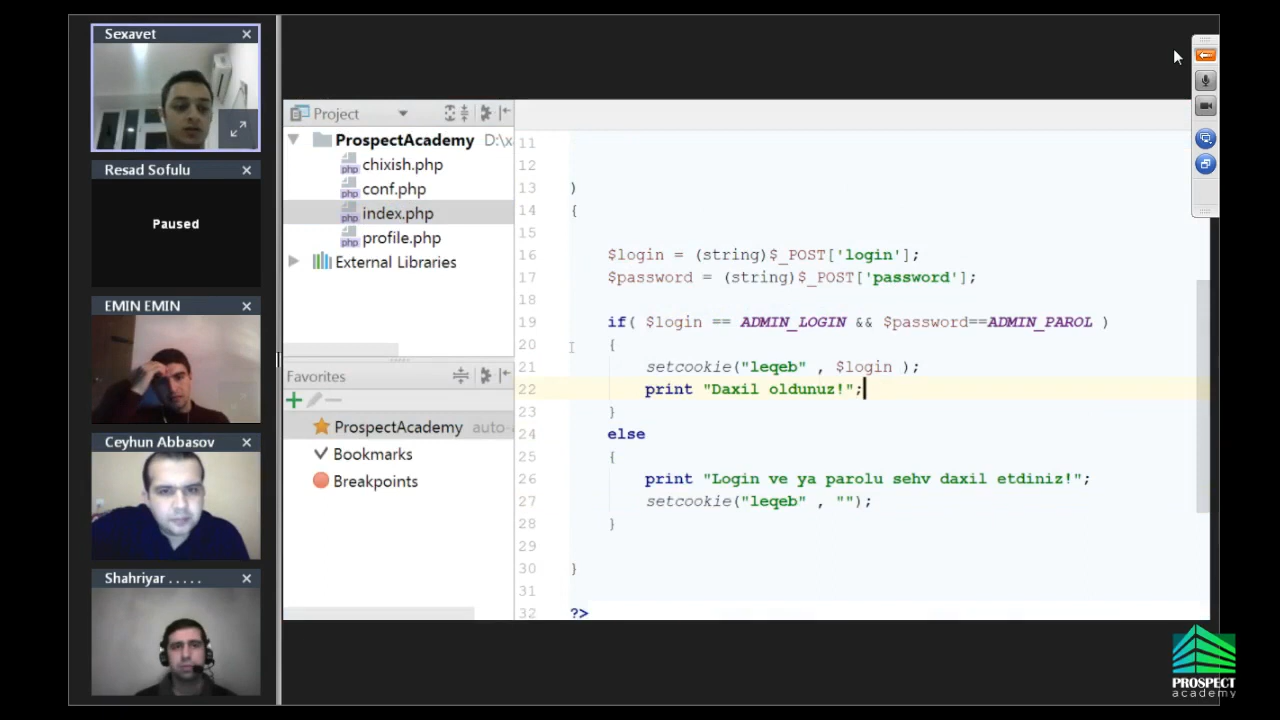 Sexavet
Resad Sofulu
Paused
EMIN EMIN
Ceyhun Abbasov
Shahriyar . . . . .
Project
ProspectAcademy D:\x
php chixish.php
php conf.php
php index.php
php profile.php
External Libraries
Favorites
ProspectAcademy auto-
Bookmarks
Breakpoints
11
12
13 )
14 {
15
16 $login = (string)$_POST['login'];
17 $password = (string)$_POST['password'];
18
19 if( $login == ADMIN_LOGIN && $password==ADMIN_PAROL )
20 {
21 setcookie("leqeb" , $login );
22 print "Daxil oldunuz!";
23 }
24 else
25 {
26 print "Login ve ya parolu sehv daxil etdiniz!";
27 setcookie("leqeb" , "");
28 }
29
30 }
31
32 ?>
PROSPECT
academy